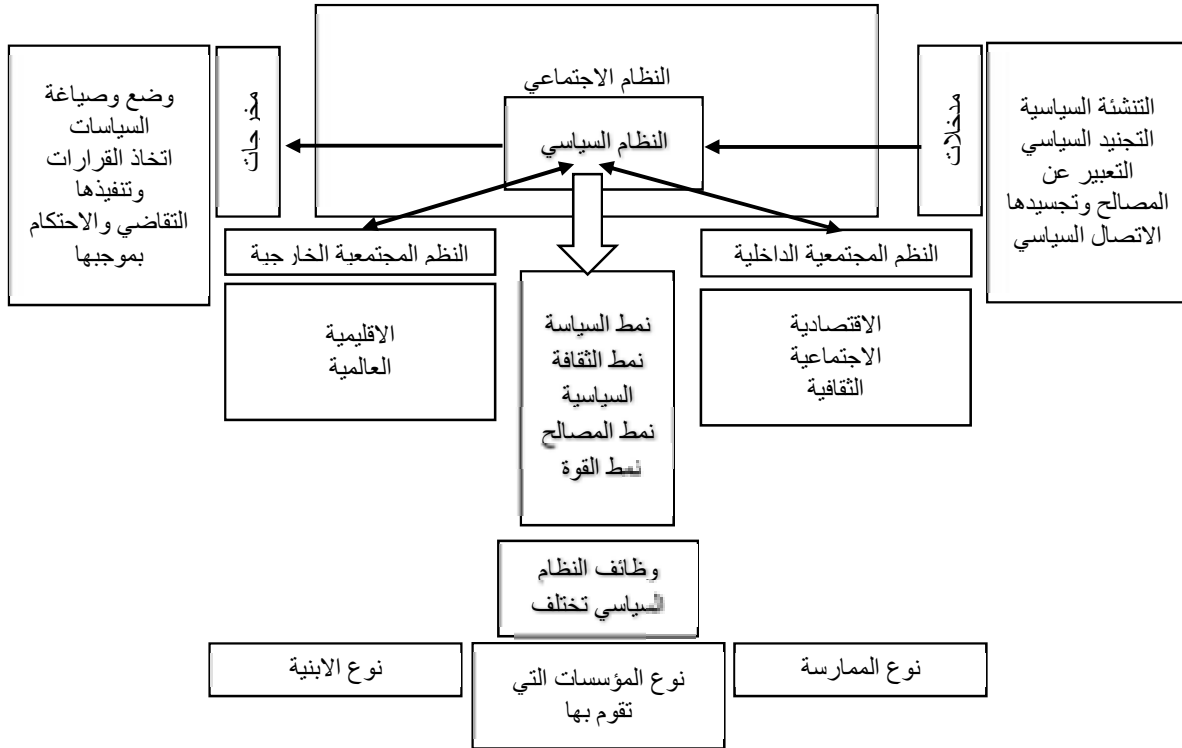 النظام الاجتماعي
النظام السياسي
مدخلات
التنشئة السياسية
التجنيد السياسي
التعبير عن
المصالح وتجسيدها
الاتصال السياسي
مخرجات
وضع وصياغة
السياسات
اتخاذ القرارات
وتنفيذها
التقاضي والاحتكام
بموجبها
النظم المجتمعية الداخلية
الاقتصادية
الاجتماعية
الثقافية
النظم المجتمعية الخارجية
الاقليمية
العالمية
نمط السياسة
نمط الثقافة
السياسية
نمط المصالح
نمط القوة
وظائف النظام
السياسي تختلف
نوع الممارسة
نوع المؤسسات التي
تقوم بها
نوع الابنية